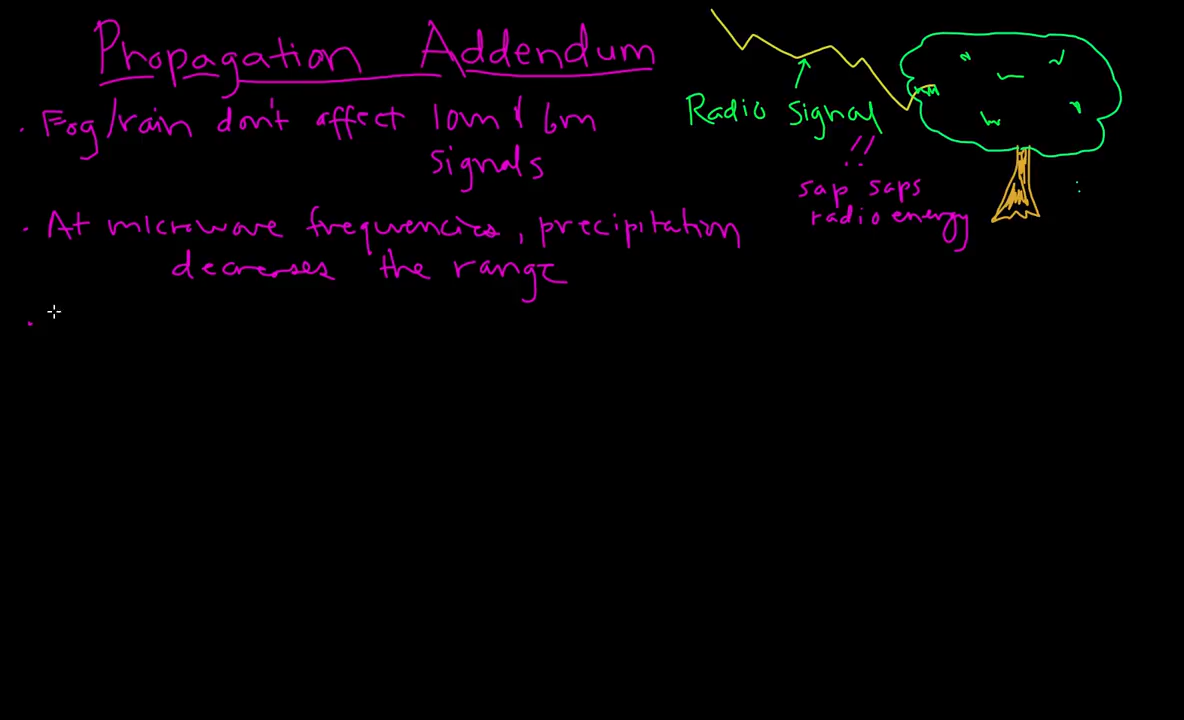 Propagation Addendum
. Fog/rain don't affect 10m & 6m
signals
. At microwave frequencies, precipitation
decreases the range
.
Radio Signal
!!
sap saps
radio energy